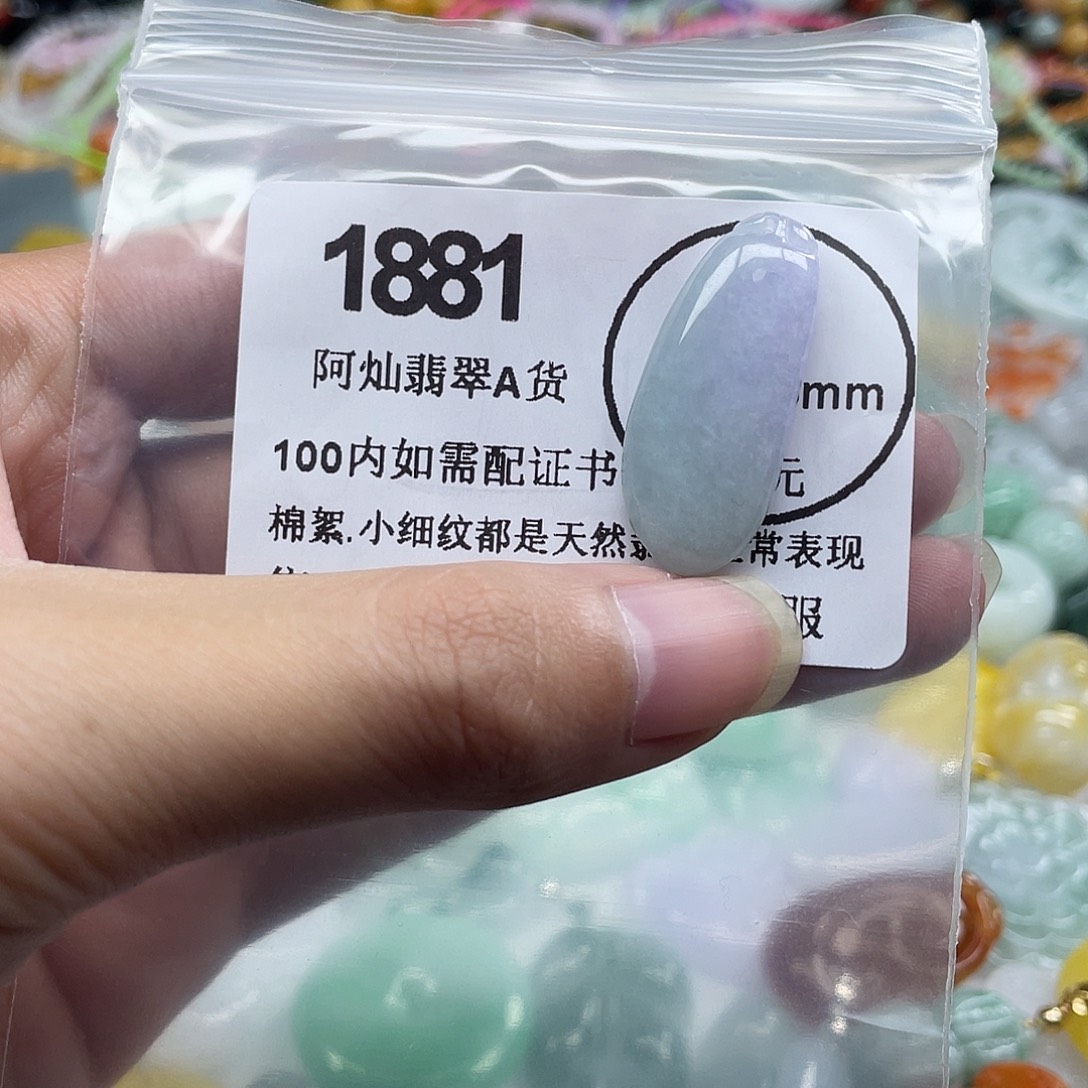 1881
阿灿翡翠A货
mm
100内如需配证书 元
棉絮.小细纹都是天然 常表现
服